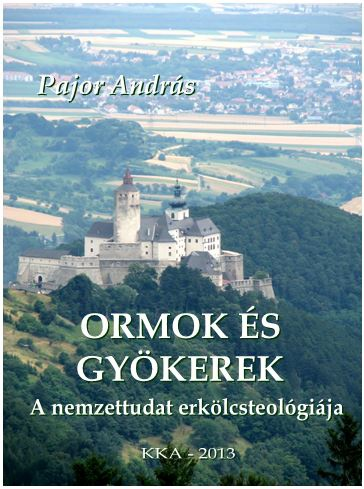 Pajor András
ORMOK ÉS
GYÖKEREK
A nemzettudat erkölcsteológiája
KKA - 2013